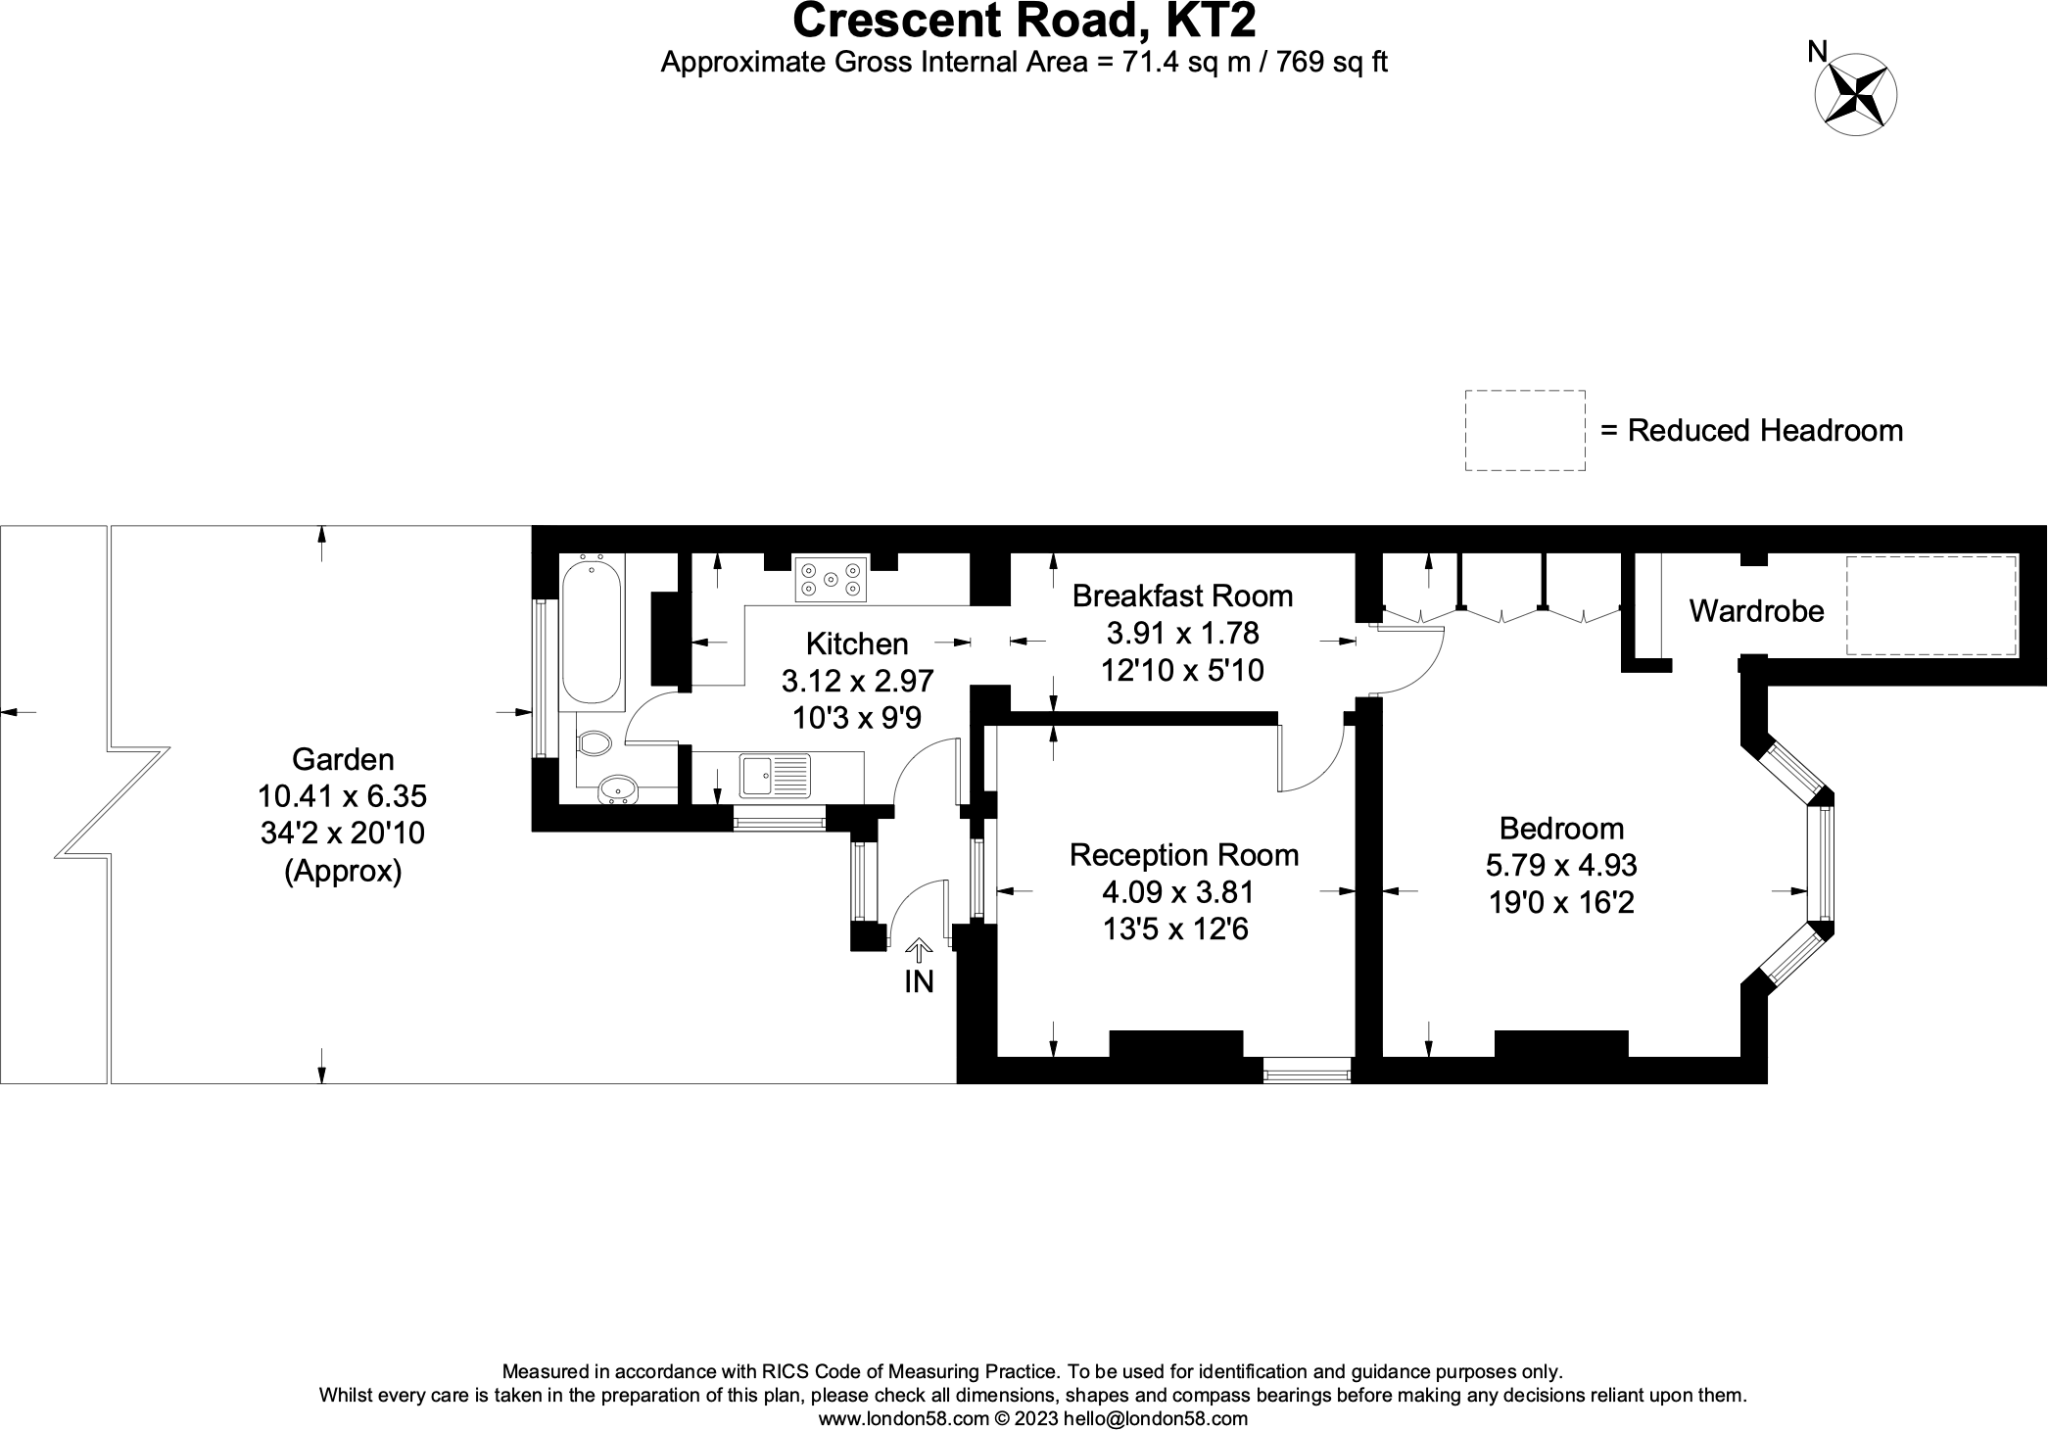 Crescent Road, KT2
Approximate Gross Internal Area = 71.4 sq m / 769 sq ft
N
= Reduced Headroom
Breakfast Room
3.91 x 1.78
12'10 x 5'10
Wardrobe
Kitchen
3.12 x 2.97
10'3 x 9'9
Garden
10.41 x 6.35
34'2 x 20'10
(Approx)
Reception Room
4.09 x 3.81
13'5 x 12'6
Bedroom
5.79 x 4.93
19'0 x 16'2
IN
Measured in accordance with RICS Code of Measuring Practice. To be used for identification and guidance purposes only.
Whilst every care is taken in the preparation of this plan, please check all dimensions, shapes and compass bearings before making any decisions reliant upon them.
www.london58.com © 2023 hello@london58.com